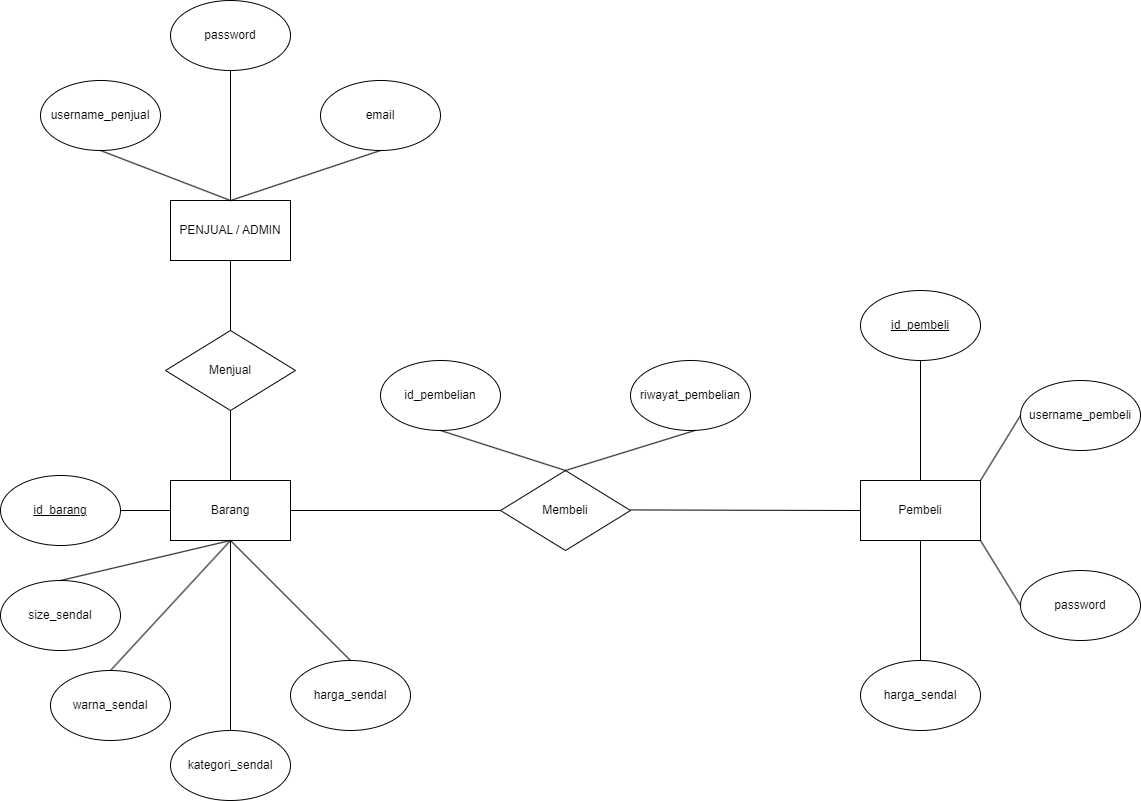 password
username_penjual
email
PENJUAL / ADMIN
Menjual
id_pembeli
id_pembelian
riwayat_pembelian
username_pembeli
id_barang
Barang
Membeli
Pembeli
size_sendal
password
warna_sendal
harga_sendal
harga_sendal
kategori_sendal